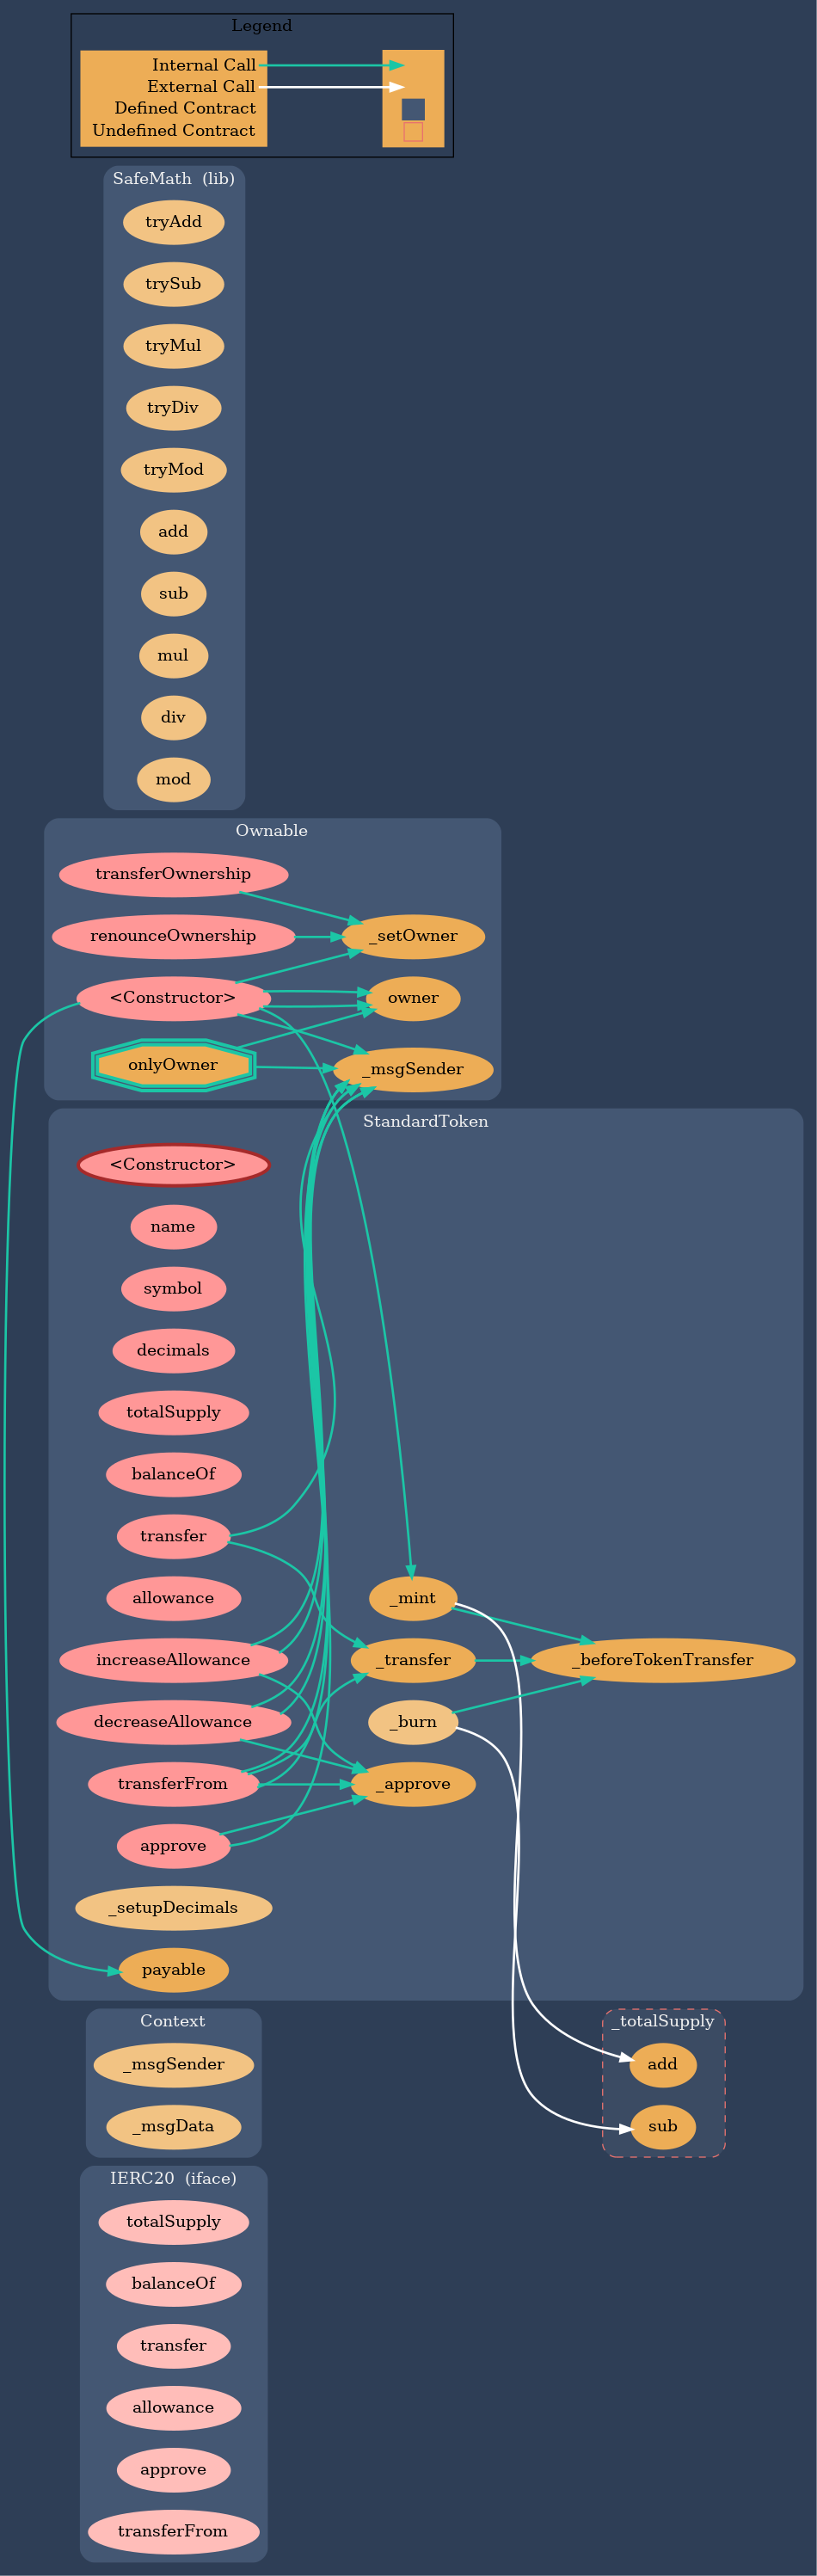 Legend
Internal Call
External Call
Defined Contract
Undefined Contract
SafeMath (lib)
tryAdd
trySub
tryMul
tryDiv
tryMod
add
sub
mul
div
mod
Ownable
transferOwnership
renounceOwnership
_setOwner
<Constructor>
owner
onlyOwner
_msgSender
StandardToken
<Constructor>
name
symbol
decimals
totalSupply
balanceOf
transfer
allowance
_mint
increaseAllowance
_transfer
_beforeTokenTransfer
decreaseAllowance
_burn
transferFrom
_approve
approve
_setupDecimals
payable
Context
_msgSender
_msgData
_totalSupply
add
sub
IERC20 (iface)
totalSupply
balanceOf
transfer
allowance
approve
transferFrom